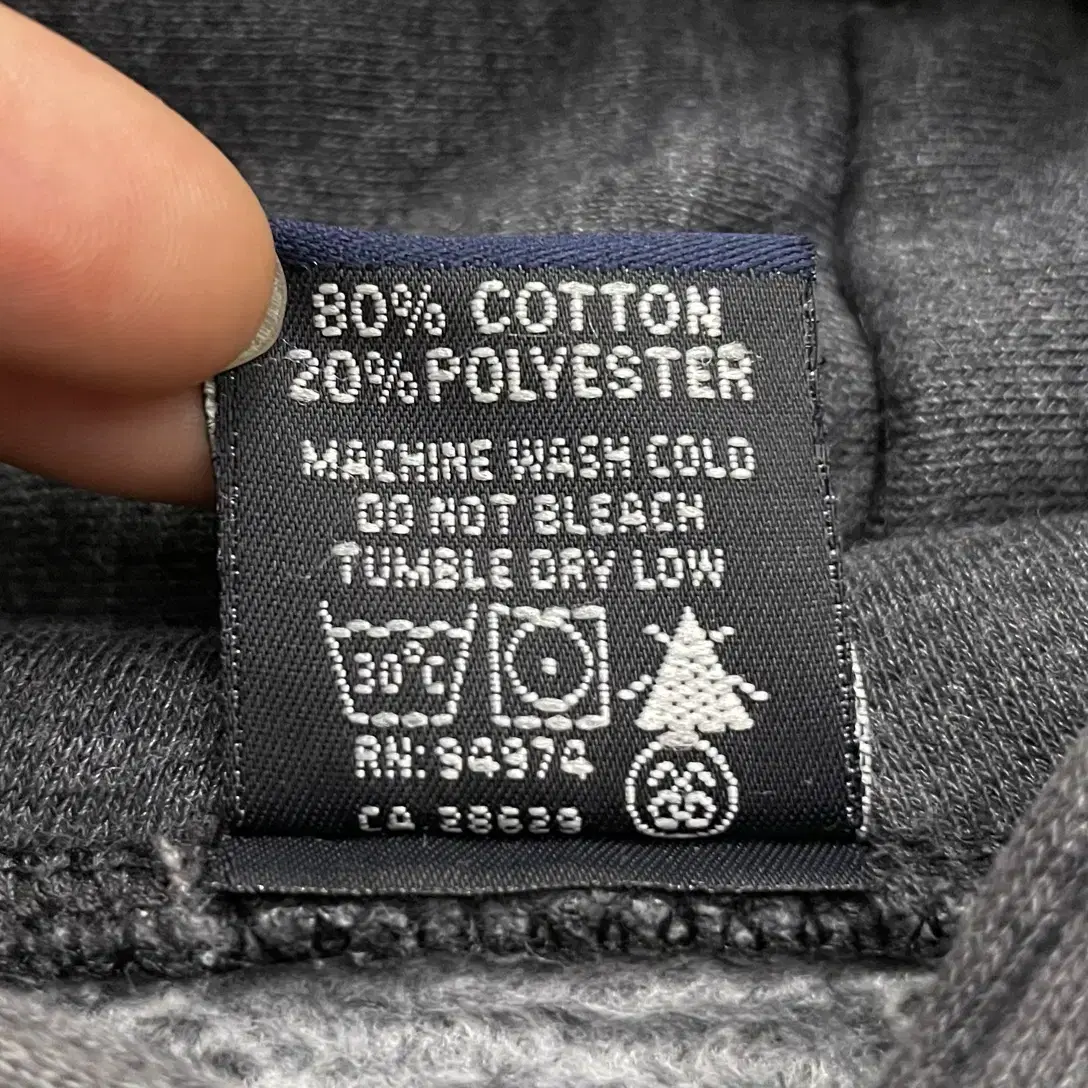 80% COTTON
20% POLYESTER
MACHINE WASH COLD
DO NOT BLEACH
TUMBLE DRY LOW
30°C
RN: 94974
CA 28629